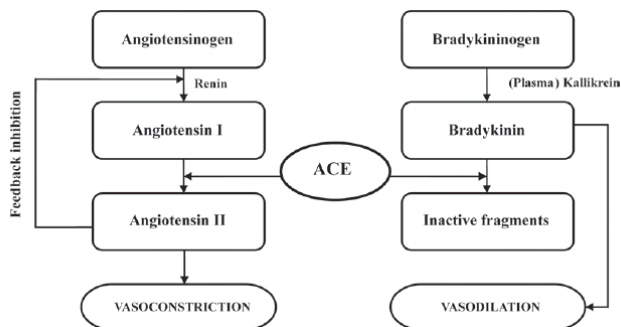 Angiotensinogen
Bradykininogen
Renin
(Plasma) Kallikrein
Feedback inhibition
Angiotensin I
Bradykinin
ACE
Angiotensin II
Inactive fragments
VASOCONSTRICTION
VASODILATION